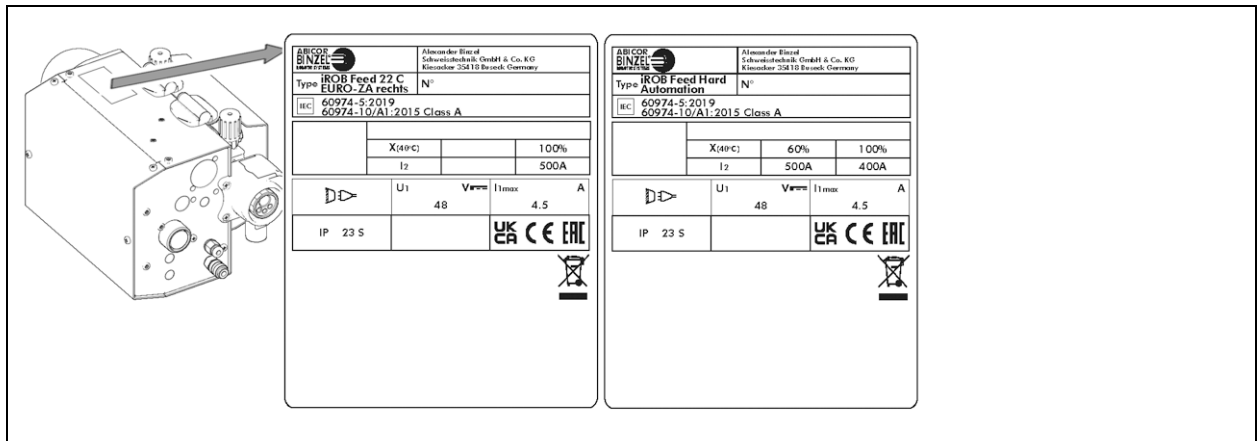 ABICOR
BINZEL
Alexander Binzel
Schweisstechnik GmbH & Co. KG
Kiesacker 35418 Buseck Germany
Type iROB Feed 22 C
EURO-ZA rechts
N°
IEC 60974-5:2019
60974-10/A1:2015 Class A
X(40°C) 100%
I2 500A
U1 V I1max A
48 4.5
IP 23 S
UK
CA CE EAC
ABICOR
BINZEL
Alexander Binzel
Schweisstechnik GmbH & Co. KG
Kiesacker 35418 Buseck Germany
Type iROB Feed Hard
Automation
N°
IEC 60974-5:2019
60974-10/A1:2015 Class A
X(40°C) 60% 100%
I2 500A 400A
U1 V I1max A
48 4.5
IP 23 S
UK
CA CE EAC